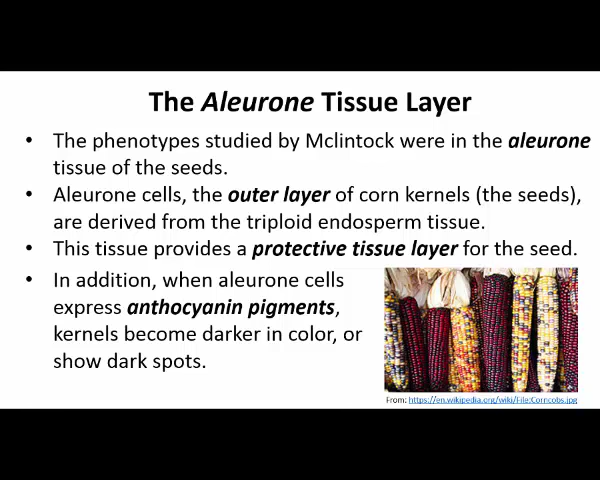 The Aleurone Tissue Layer
• The phenotypes studied by Mclintock were in the aleurone
tissue of the seeds.
• Aleurone cells, the outer layer of corn kernels (the seeds),
are derived from the triploid endosperm tissue.
• This tissue provides a protective tissue layer for the seed.
• In addition, when aleurone cells
express anthocyanin pigments,
kernels become darker in color, or
show dark spots.
From: https://en.wikipedia.org/wiki/File:Corncobs.jpg